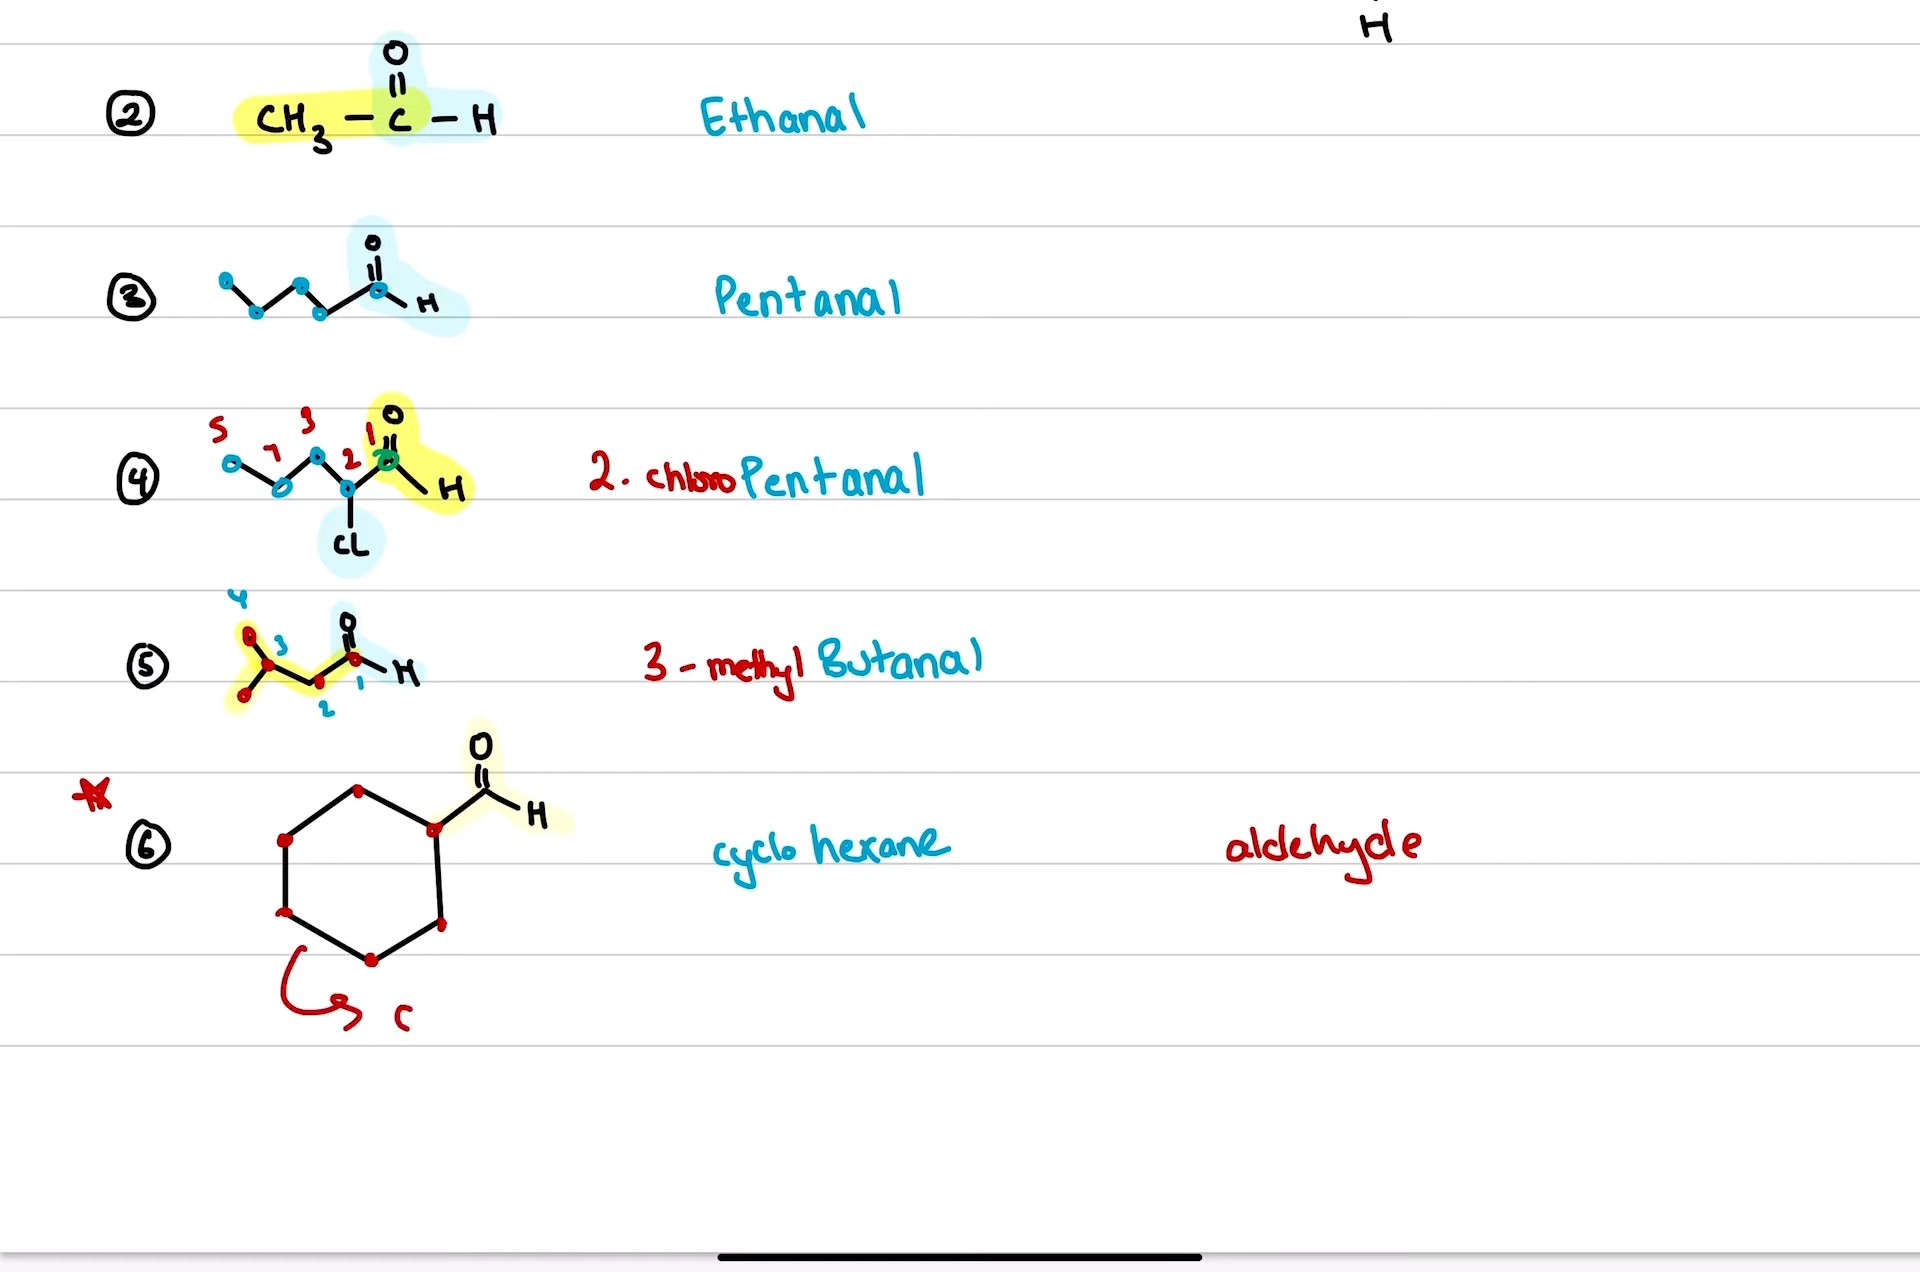 H
O
② CH3 - C - H Ethanal
O
③ H Pentanal
5 3 1 O
4 2
④ H 2. chloro Pentanal
CL
4
3 O
⑤ H 3 - methyl Butanal
1
2
O
H
⑥ cyclo hexane aldehyde
C